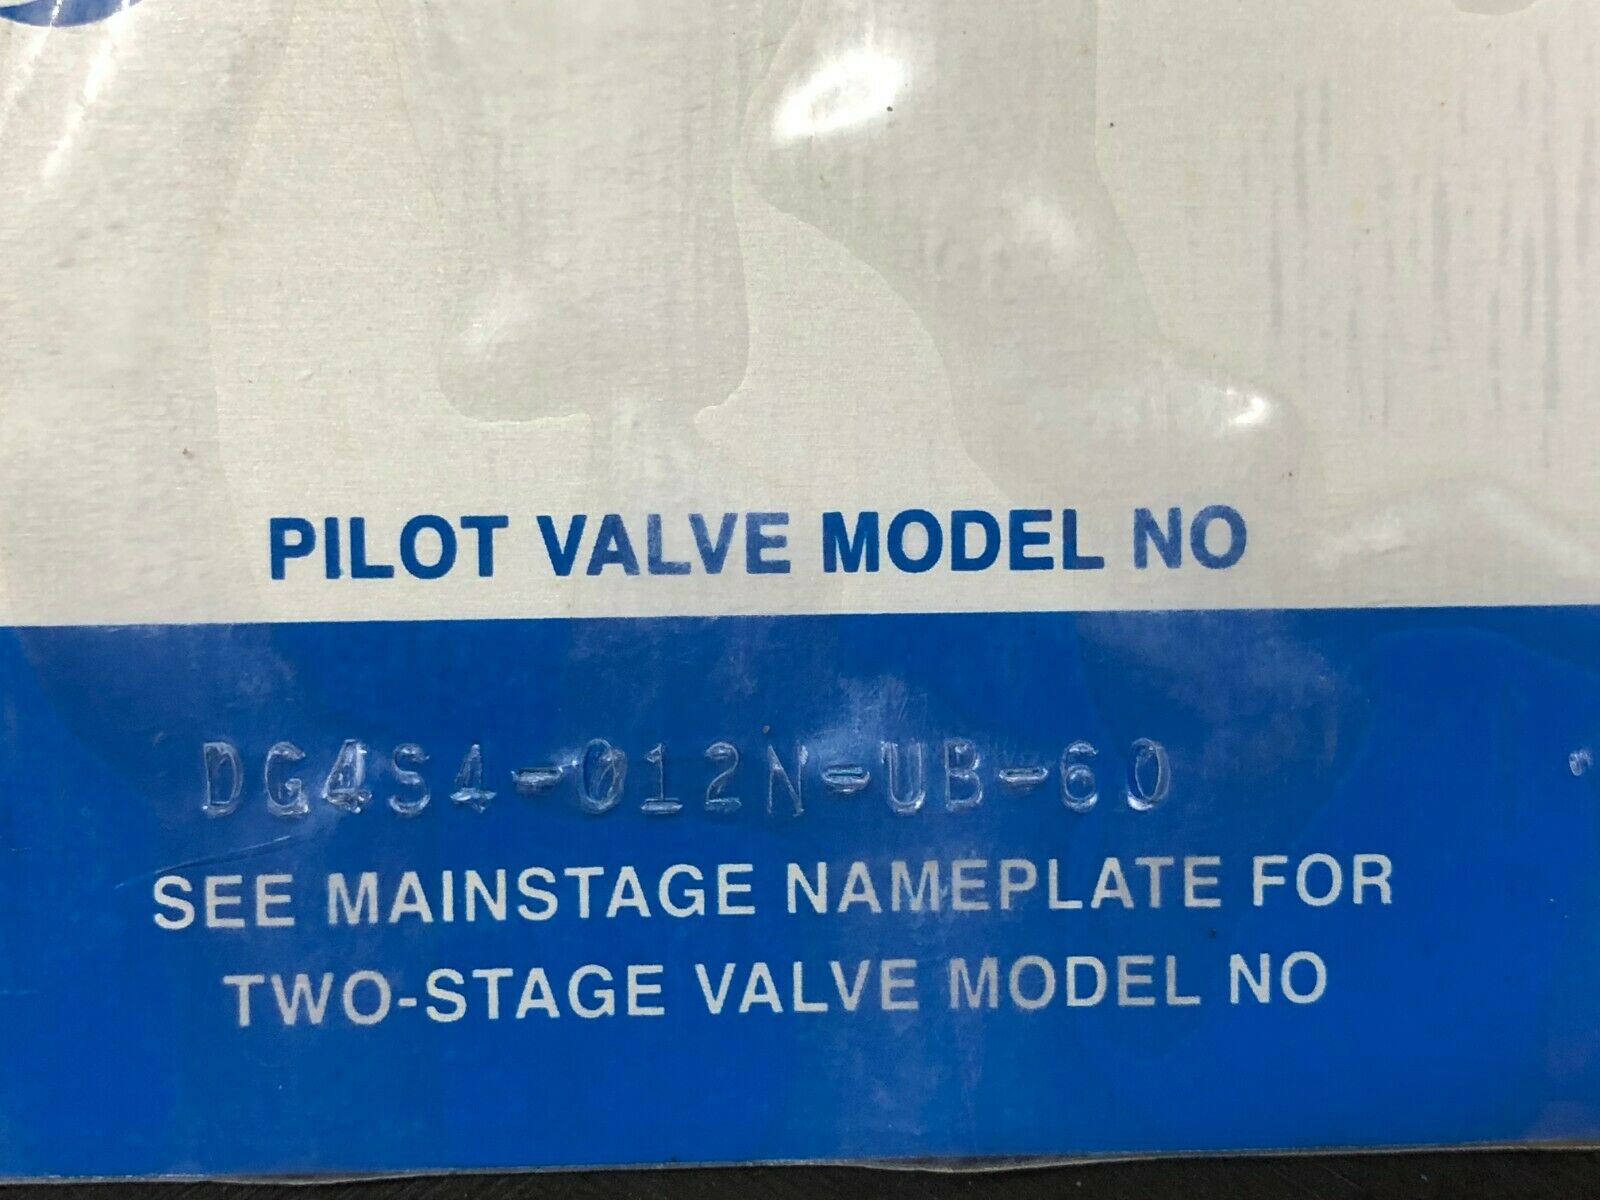 PILOT VALVE MODEL NO
DG4S4-012N-UB-60
SEE MAINSTAGE NAMEPLATE FOR
TWO-STAGE VALVE MODEL NO